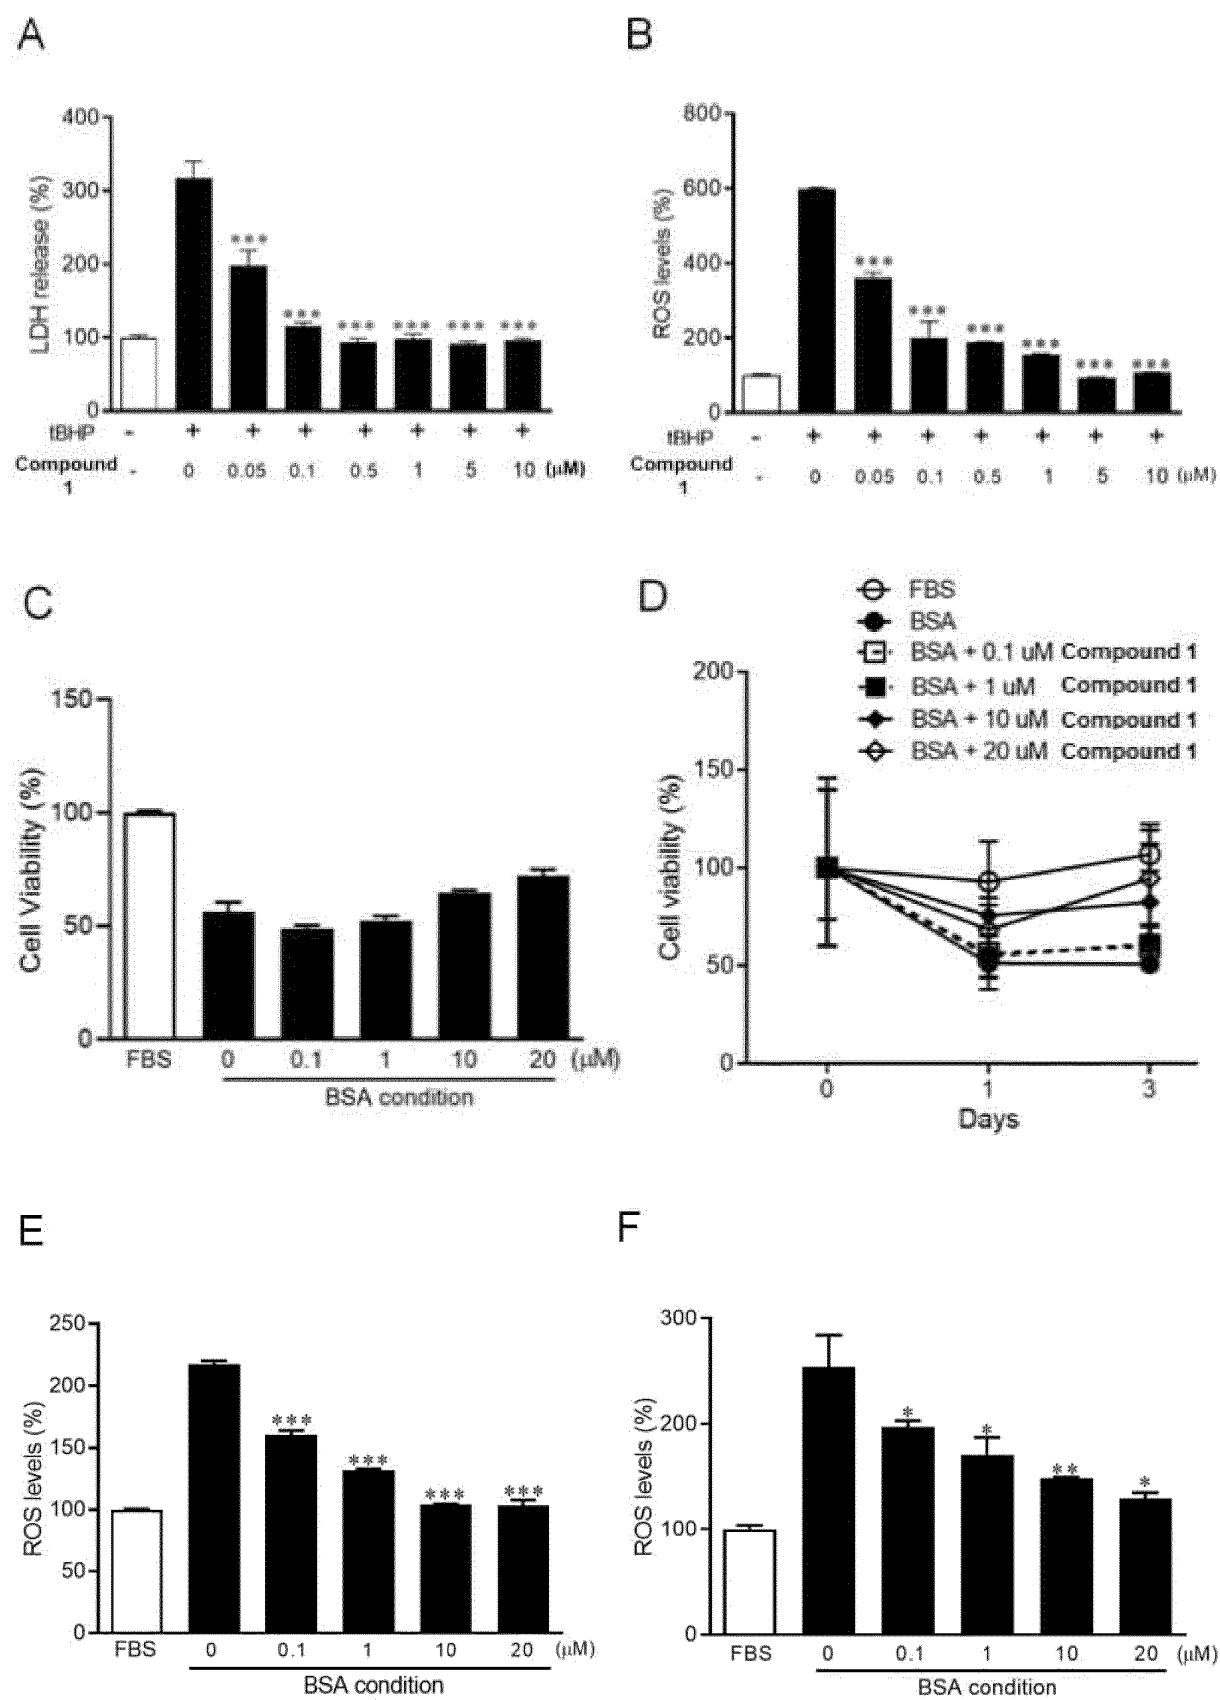 A
400
300
200
100
0
LDH release (%)
***
***
***
***
***
***
tBHP - + + + + + + +
Compound 1 - 0 0.05 0.1 0.5 1 5 10 (μM)
B
800
600
400
200
0
ROS levels (%)
***
***
***
***
***
***
tBHP - + + + + + + +
Compound 1 - 0 0.05 0.1 0.5 1 5 10 (μM)
C
150
100
50
0
Cell Viability (%)
FBS 0 0.1 1 10 20 (μM)
BSA condition
D
FBS
BSA
BSA + 0.1 uM Compound 1
BSA + 1 uM Compound 1
BSA + 10 uM Compound 1
BSA + 20 uM Compound 1
200
150
100
50
0
Cell viability (%)
0 1 3
Days
E
250
200
150
100
50
0
ROS levels (%)
***
***
***
***
FBS 0 0.1 1 10 20 (μM)
BSA condition
F
300
200
100
0
ROS levels (%)
*
*
**
*
FBS 0 0.1 1 10 20 (μM)
BSA condition